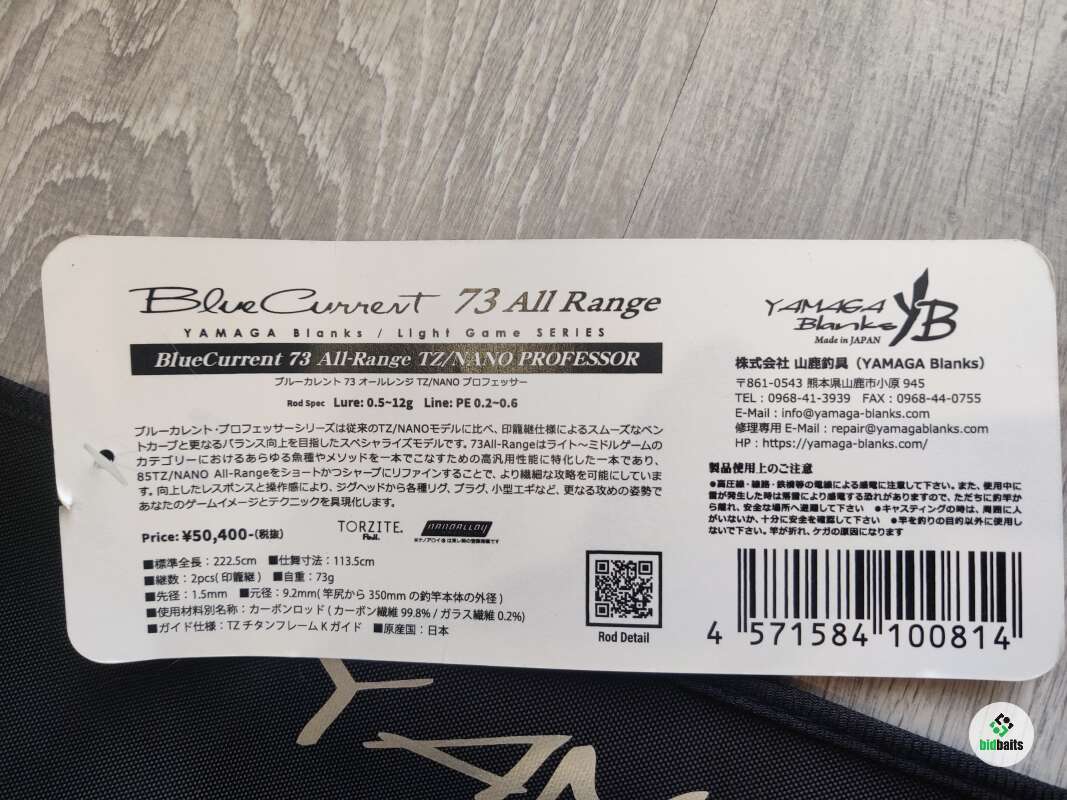 BlueCurrent 73 All Range
YAMAGA Blanks / Light Game SERIES
BlueCurrent 73 All-Range TZ/NANO PROFESSOR
ブルーカレント 73 オールレンジ TZ/NANO プロフェッサー
Rod Spec Lure: 0.5~12g Line: PE 0.2~0.6
ブルーカレント・プロフェッサーシリーズは従来のTZ/NANOモデルに比べ、印籠継仕様によるスムーズなベン
トカーブと更なるバランス向上を目指したスペシャライズモデルです。73All-Rangeはライト～ミドルゲームの
カテゴリーにおけるあらゆる魚種やメソッドを一本でこなすための高汎用性能に特化した一本であり、
85TZ/NANO All-Rangeをショートかつシャープにリファインすることで、より繊細な攻略を可能にしていま
す。向上したレスポンスと操作感により、ジグヘッドから各種リグ、プラグ、小型エギなど、更なる攻めの姿勢で
あなたのゲームイメージとテクニックを具現化します。
Price: ¥50,400-(税抜)
TORZITE.
Fuji.
NANOALLOY
※ナノアロイ®は東レ㈱の登録商標です
■標準全長：222.5cm ■仕舞寸法：113.5cm
■継数：2pcs( 印籠継 ) ■自重：73g
■先径：1.5mm ■元径：9.2mm( 竿尻から 350mm の釣竿本体の外径 )
■使用材料別名称：カーボンロッド ( カーボン繊維 99.8% / ガラス繊維 0.2%)
■ガイド仕様：TZ チタンフレーム K ガイド ■原産国：日本
Rod Detail
YAMAGA
Blanks
YB
Made in JAPAN
株式会社 山鹿釣具（YAMAGA Blanks）
〒861-0543 熊本県山鹿市小原 945
TEL：0968-41-3939 FAX：0968-44-0755
E-Mail：info@yamaga-blanks.com
修理専用 E-Mail：repair@yamagablanks.com
HP：https://yamaga-blanks.com/
製品使用上のご注意
●高圧線・線路・鉄橋等の電線による感電に注意して下さい。また、使用中に
雷が発生した時は落雷により感電する恐れがありますので、ただちに釣竿か
ら離れ、安全な場所へ避難して下さい ●キャスティングの時は、周囲に人
がいないか、十分に安全を確認して下さい ●竿を釣りの目的以外に使用し
ないで下さい。竿が折れ、ケガの原因になります
4 571584 100814
bidbaits